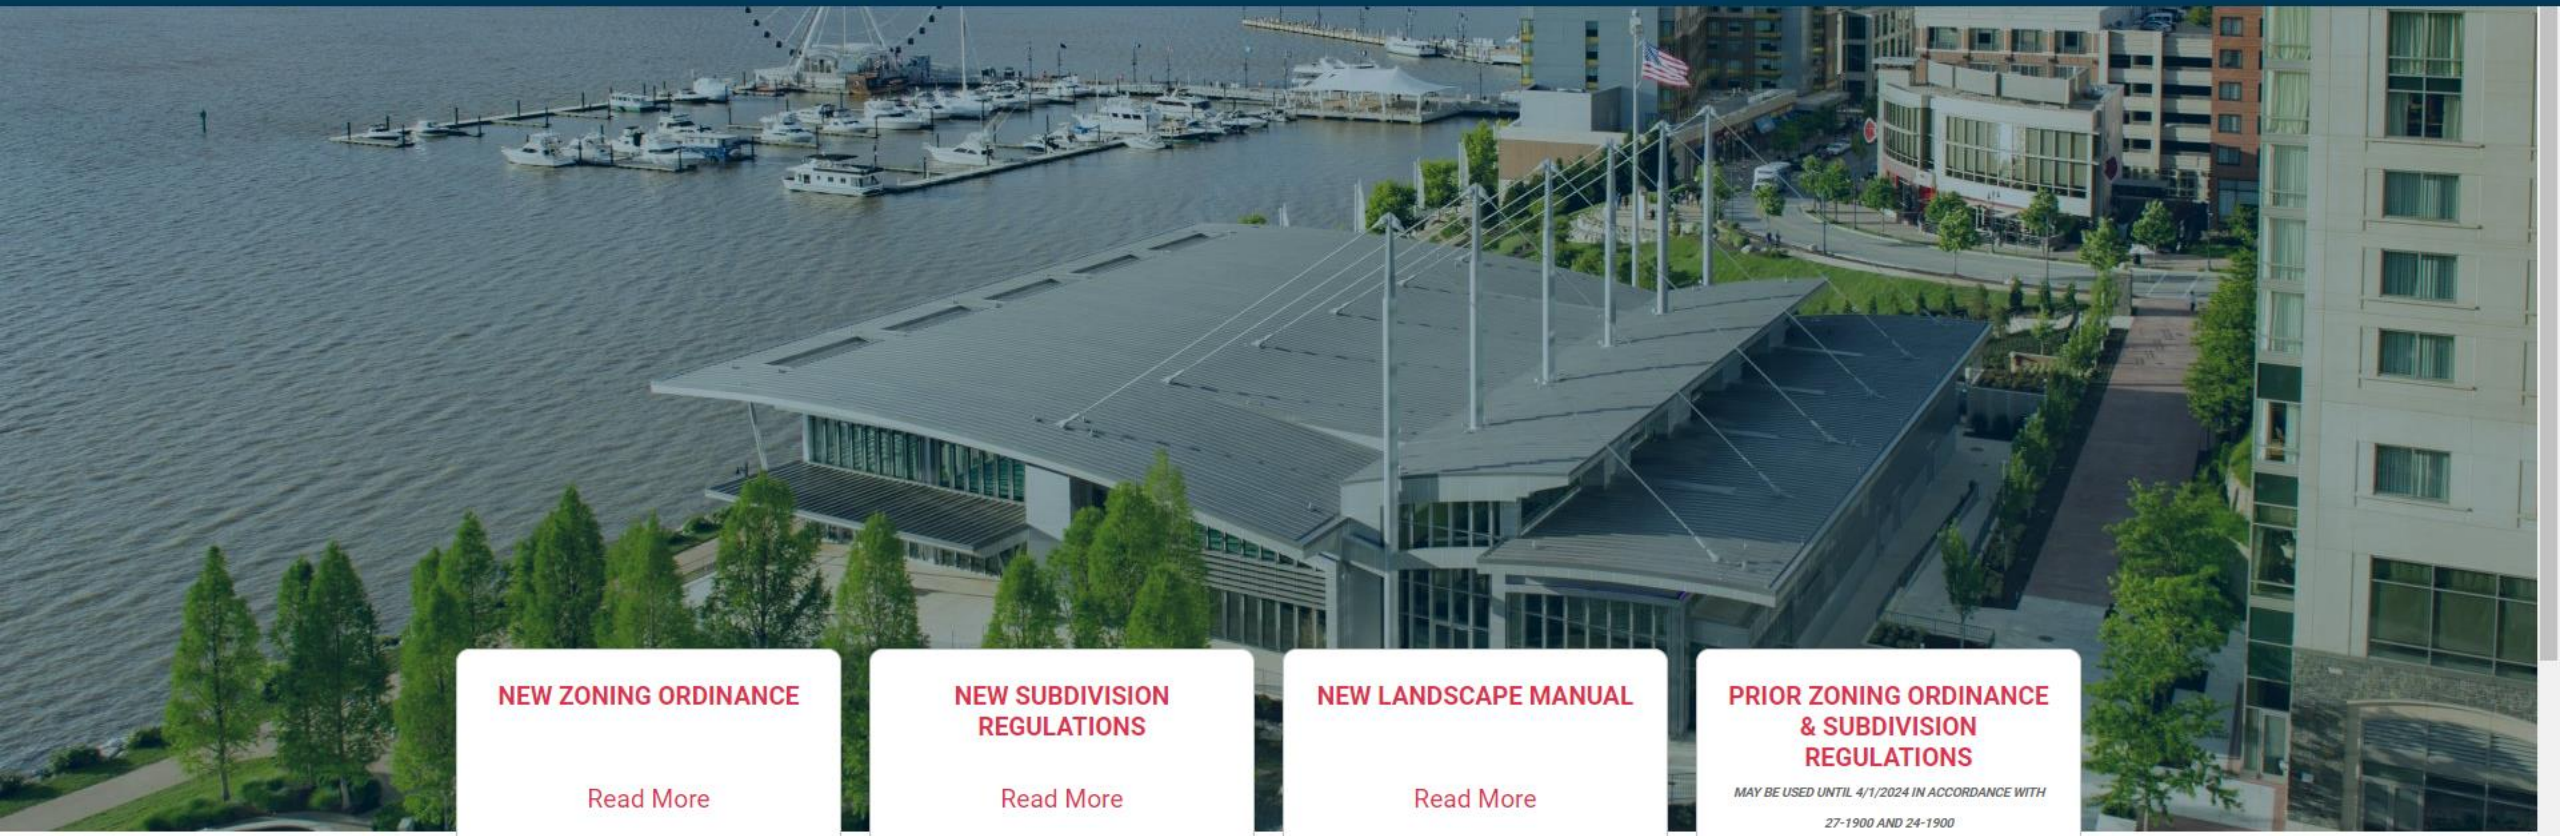 NEW ZONING ORDINANCE
Read More
NEW SUBDIVISION
REGULATIONS
Read More
NEW LANDSCAPE MANUAL
Read More
PRIOR ZONING ORDINANCE
& SUBDIVISION
REGULATIONS
MAY BE USED UNTIL 4/1/2024 IN ACCORDANCE WITH
27-1900 AND 24-1900